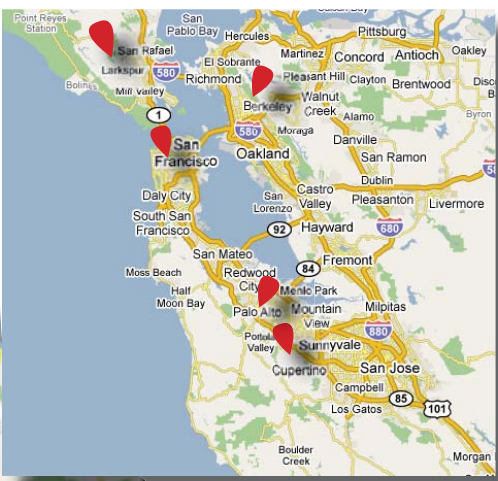 Point Reyes
Station
San
Pablo Bay
Hercules
Pittsburg
San Rafael
Larkspur
El Sobrante
Martinez
Concord
Antioch
Oakley
580
Richmond
Pleasant Hill
Clayton
Brentwood
Mill Valley
Berkeley
Walnut
Creek
Alamo
Byron
1
580
Moraga
Danville
San
Francisco
Oakland
San Ramon
Dublin
Daly City
San
Lorenzo
Castro
Valley
Pleasanton
Livermore
South San
Francisco
92
Hayward
680
San Mateo
Moss Beach
Redwood
City
84
Fremont
Half
Moon Bay
Menlo Park
Palo Alto
Mountain
View
Milpitas
880
Valley
Sunnyvale
Cupertino
San Jose
Campbell
85
Los Gatos
101
Boulder
Creek
Morgan